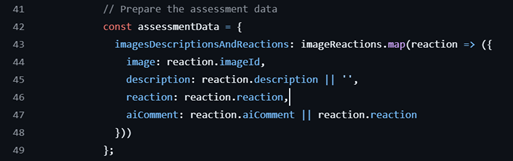 41 // Prepare the assessment data
42 const assessmentData = {
43 imagesDescriptionsAndReactions: imageReactions.map(reaction => ({
44 image: reaction.imageId,
45 description: reaction.description || '',
46 reaction: reaction.reaction,
47 aiComment: reaction.aiComment || reaction.reaction
48 }))
49 };